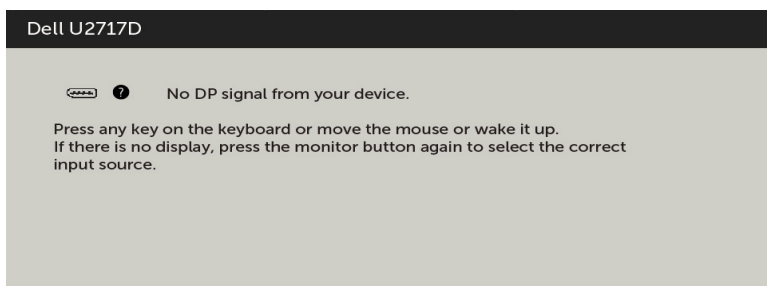 Dell U2717D
? No DP signal from your device.
Press any key on the keyboard or move the mouse or wake it up.
If there is no display, press the monitor button again to select the correct
input source.